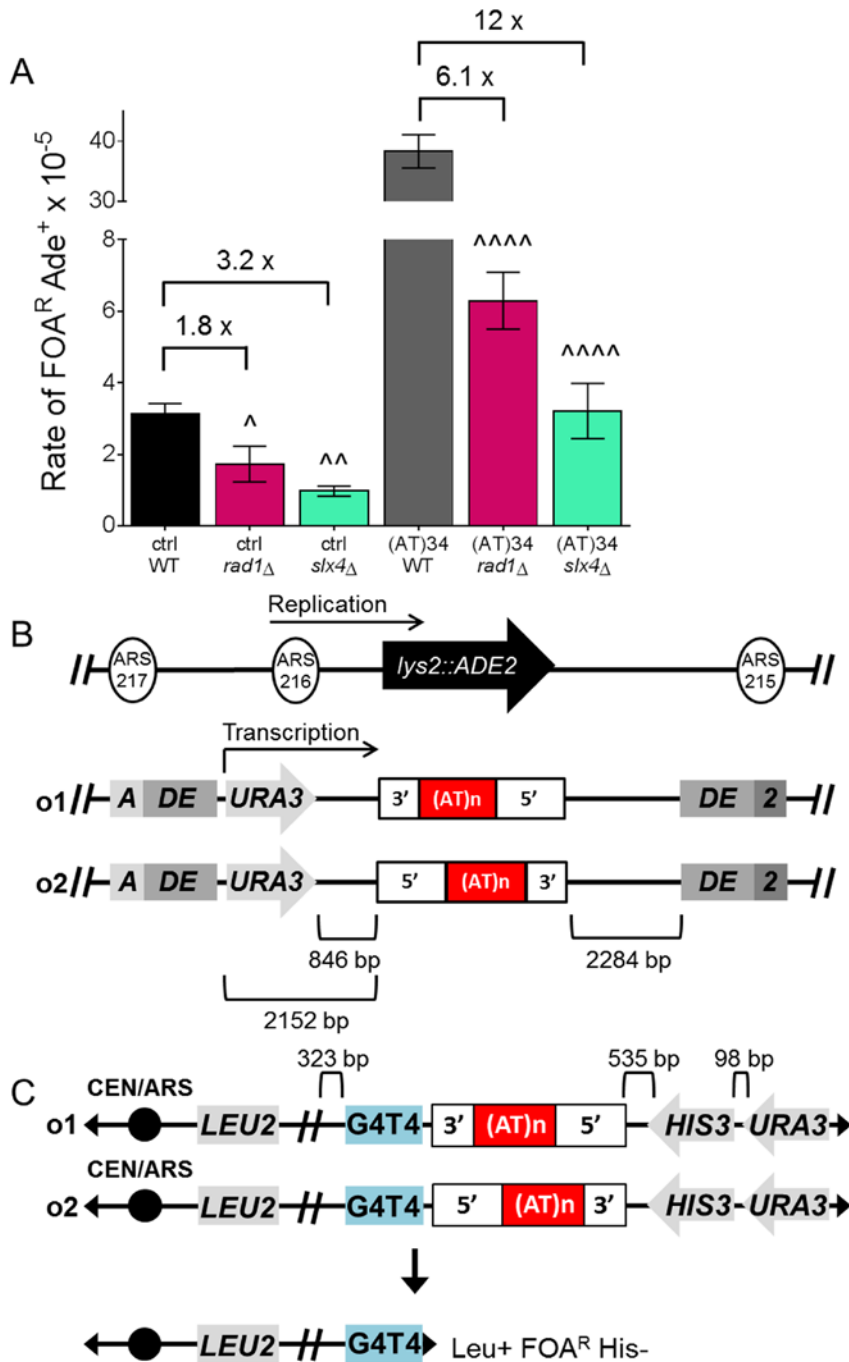 A
12 x
6.1 x
3.2 x
1.8 x
Rate of FOA^R Ade^+ x 10^-5
40
30
8
6
4
2
0
^
^^
^^^^
^^^^
ctrl WT
ctrl rad1Δ
ctrl slx4Δ
(AT)34 WT
(AT)34 rad1Δ
(AT)34 slx4Δ
B
Replication
ARS 217
ARS 216
lys2::ADE2
ARS 215
Transcription
o1 A DE URA3 3’ (AT)n 5’ DE 2
o2 A DE URA3 5’ (AT)n 3’ DE 2
846 bp
2284 bp
2152 bp
C
323 bp 535 bp 98 bp
CEN/ARS
o1 LEU2 G4T4 3’ (AT)n 5’ HIS3 URA3
CEN/ARS
o2 LEU2 G4T4 5’ (AT)n 3’ HIS3 URA3
LEU2 G4T4 Leu+ FOA^R His-